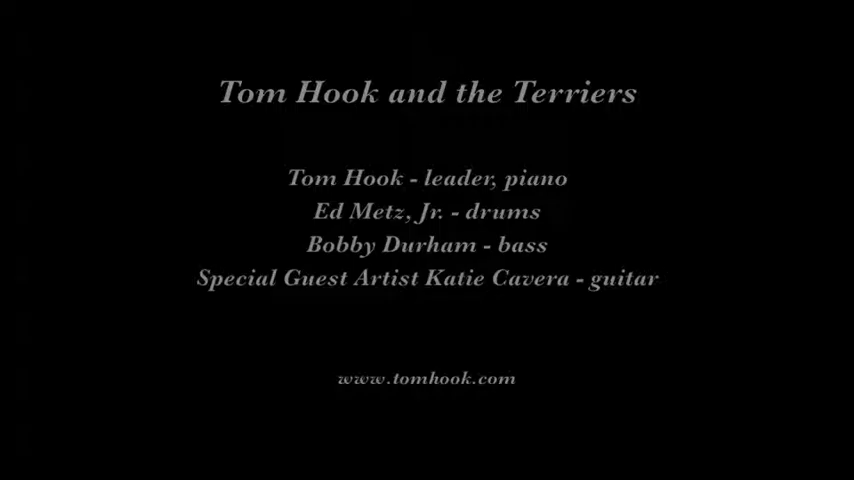 Tom Hook and the Terriers
Tom Hook - leader, piano
Ed Metz, Jr. - drums
Bobby Durham - bass
Special Guest Artist Katie Cavera - guitar
www.tomhook.com